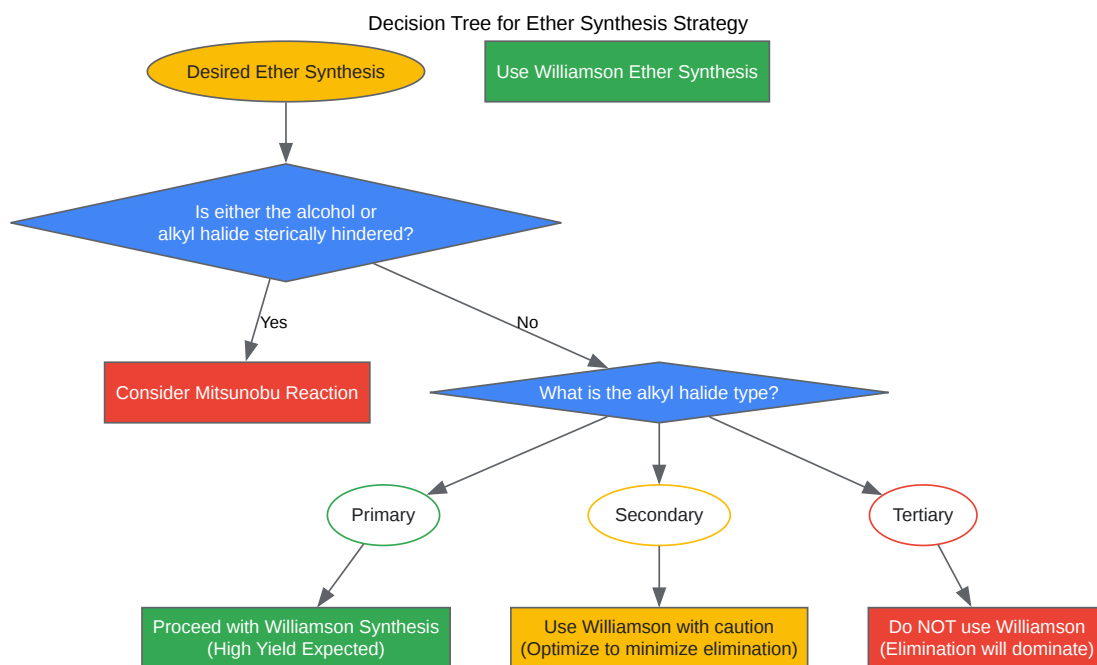 Decision Tree for Ether Synthesis Strategy
Desired Ether Synthesis
Use Williamson Ether Synthesis
Is either the alcohol or
alkyl halide sterically hindered?
Yes
No
Consider Mitsunobu Reaction
What is the alkyl halide type?
Primary
Secondary
Tertiary
Proceed with Williamson Synthesis
(High Yield Expected)
Use Williamson with caution
(Optimize to minimize elimination)
Do NOT use Williamson
(Elimination will dominate)